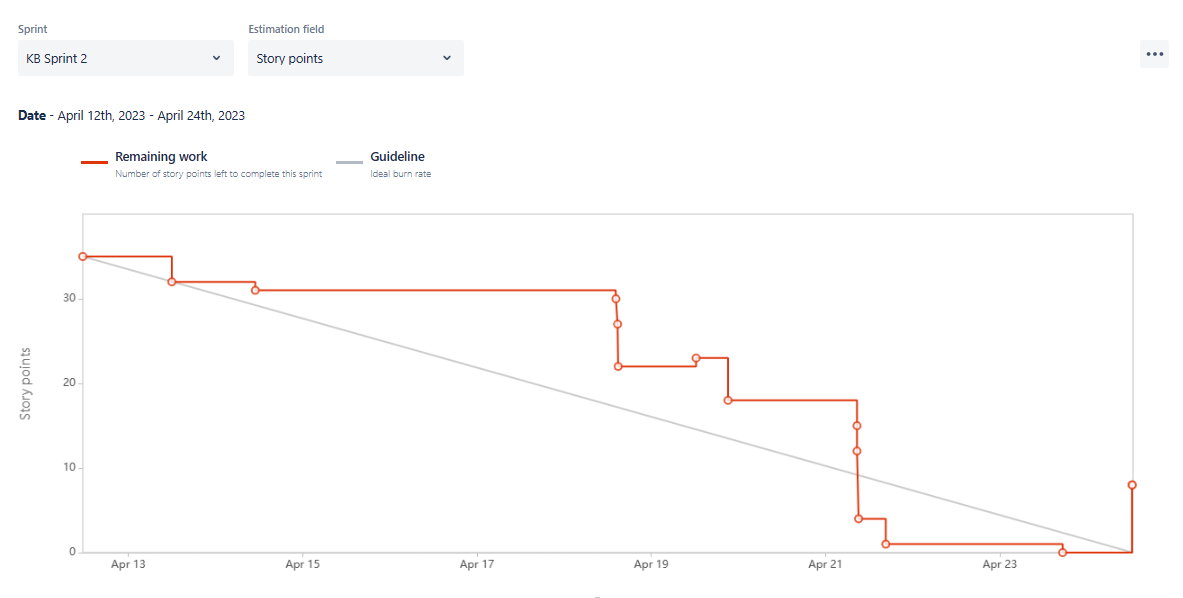 Sprint Estimation field
KB Sprint 2 Story points
Date - April 12th, 2023 - April 24th, 2023
Remaining work Guideline
Number of story points left to complete this sprint Ideal burn rate
Story points
30
20
10
0
Apr 13 Apr 15 Apr 17 Apr 19 Apr 21 Apr 23